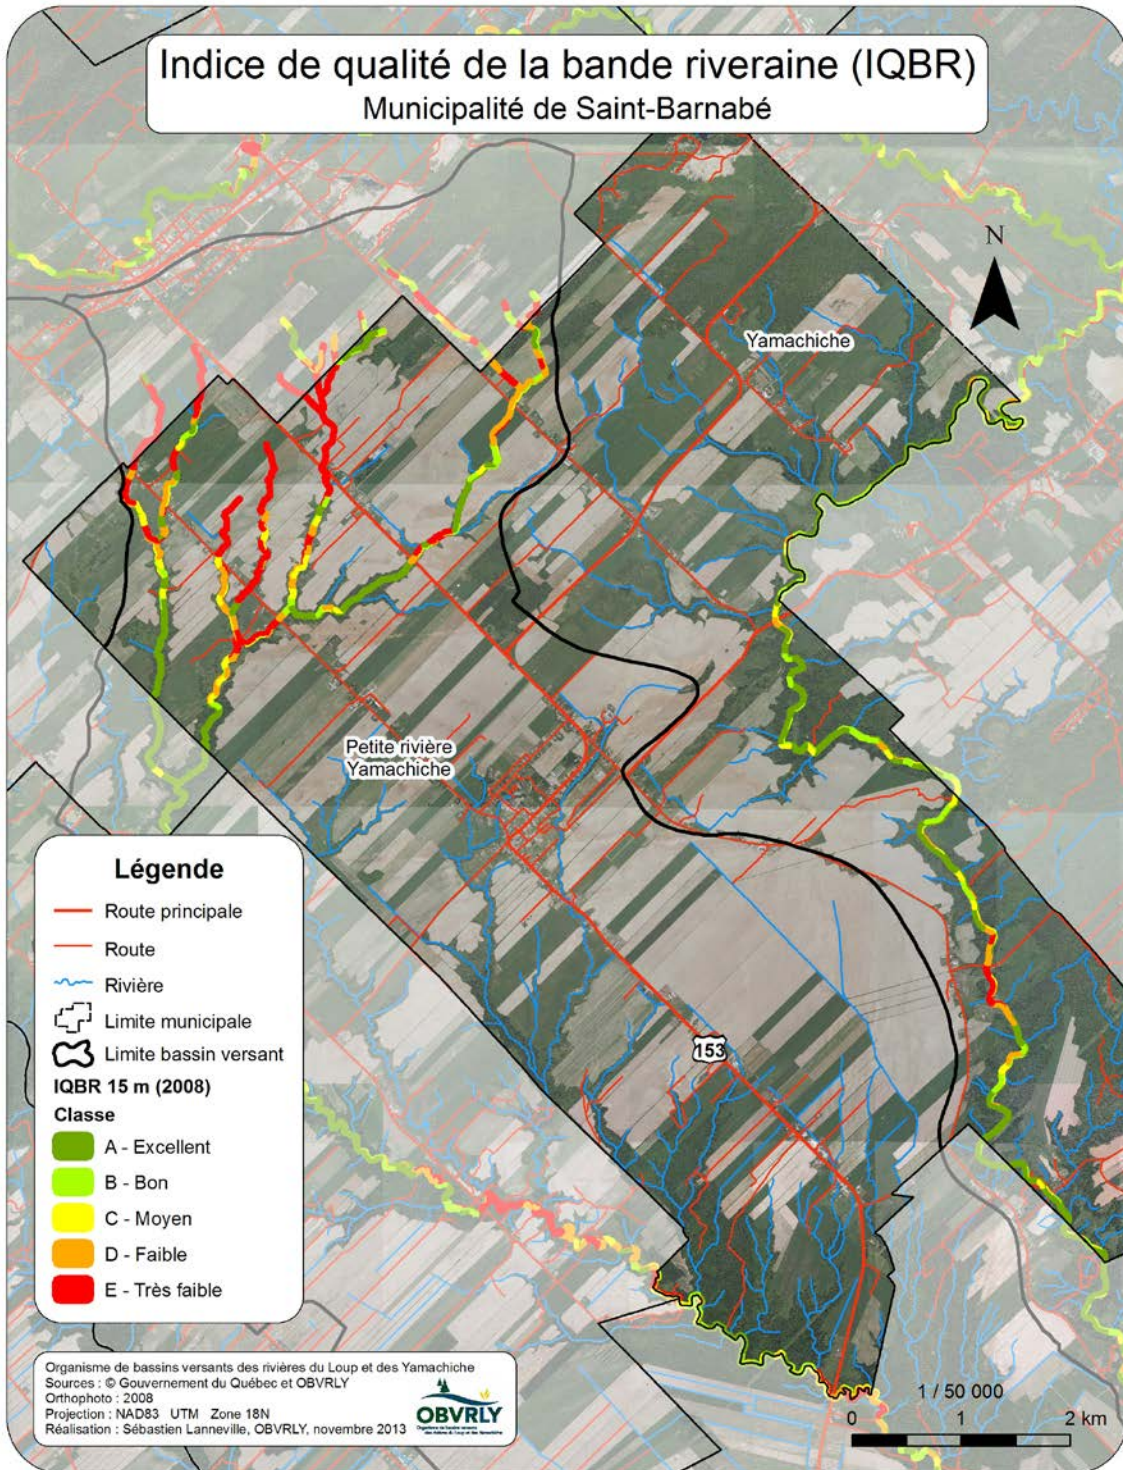 Indice de qualité de la bande riveraine (IQBR)
Municipalité de Saint-Barnabé
N
Yamachiche
Petite rivière
Yamachiche
153
Légende
Route principale
Route
Rivière
Limite municipale
Limite bassin versant
IQBR 15 m (2008)
Classe
A - Excellent
B - Bon
C - Moyen
D - Faible
E - Très faible
Organisme de bassins versants des rivières du Loup et des Yamachiche
Sources : © Gouvernement du Québec et OBVRLY
Orthophoto : 2008
Projection : NAD83 UTM Zone 18N
Réalisation : Sébastien Lanneville, OBVRLY, novembre 2013
OBVRLY
1 / 50 000
0 1 2 km